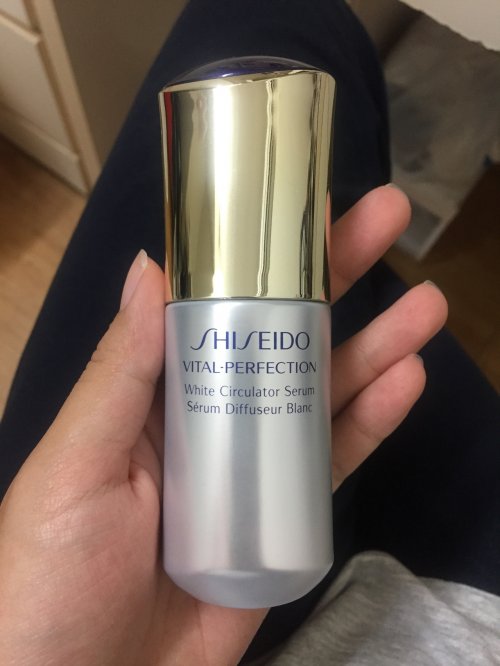 SHISEIDO
VITAL-PERFECTION
White Circulator Serum
Sérum Diffuseur Blanc